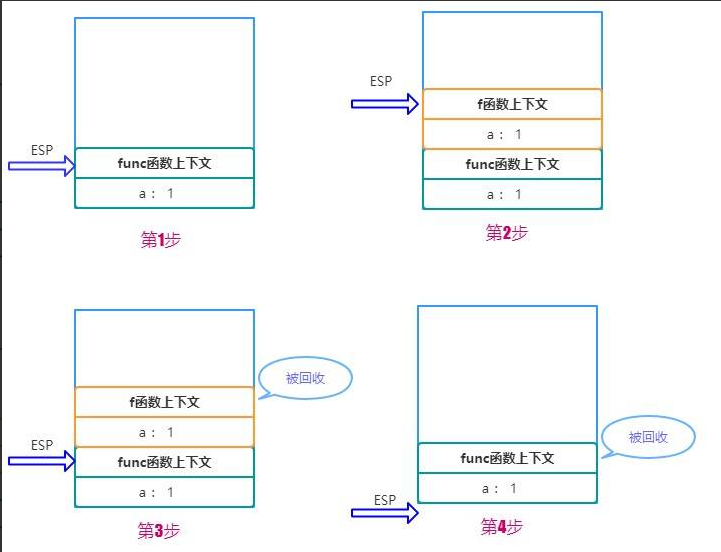 ESP
func函数上下文
a： 1
第1步
ESP
f函数上下文
a： 1
func函数上下文
a： 1
第2步
被回收
f函数上下文
a： 1
ESP
func函数上下文
a： 1
第3步
被回收
func函数上下文
a： 1
ESP
第4步